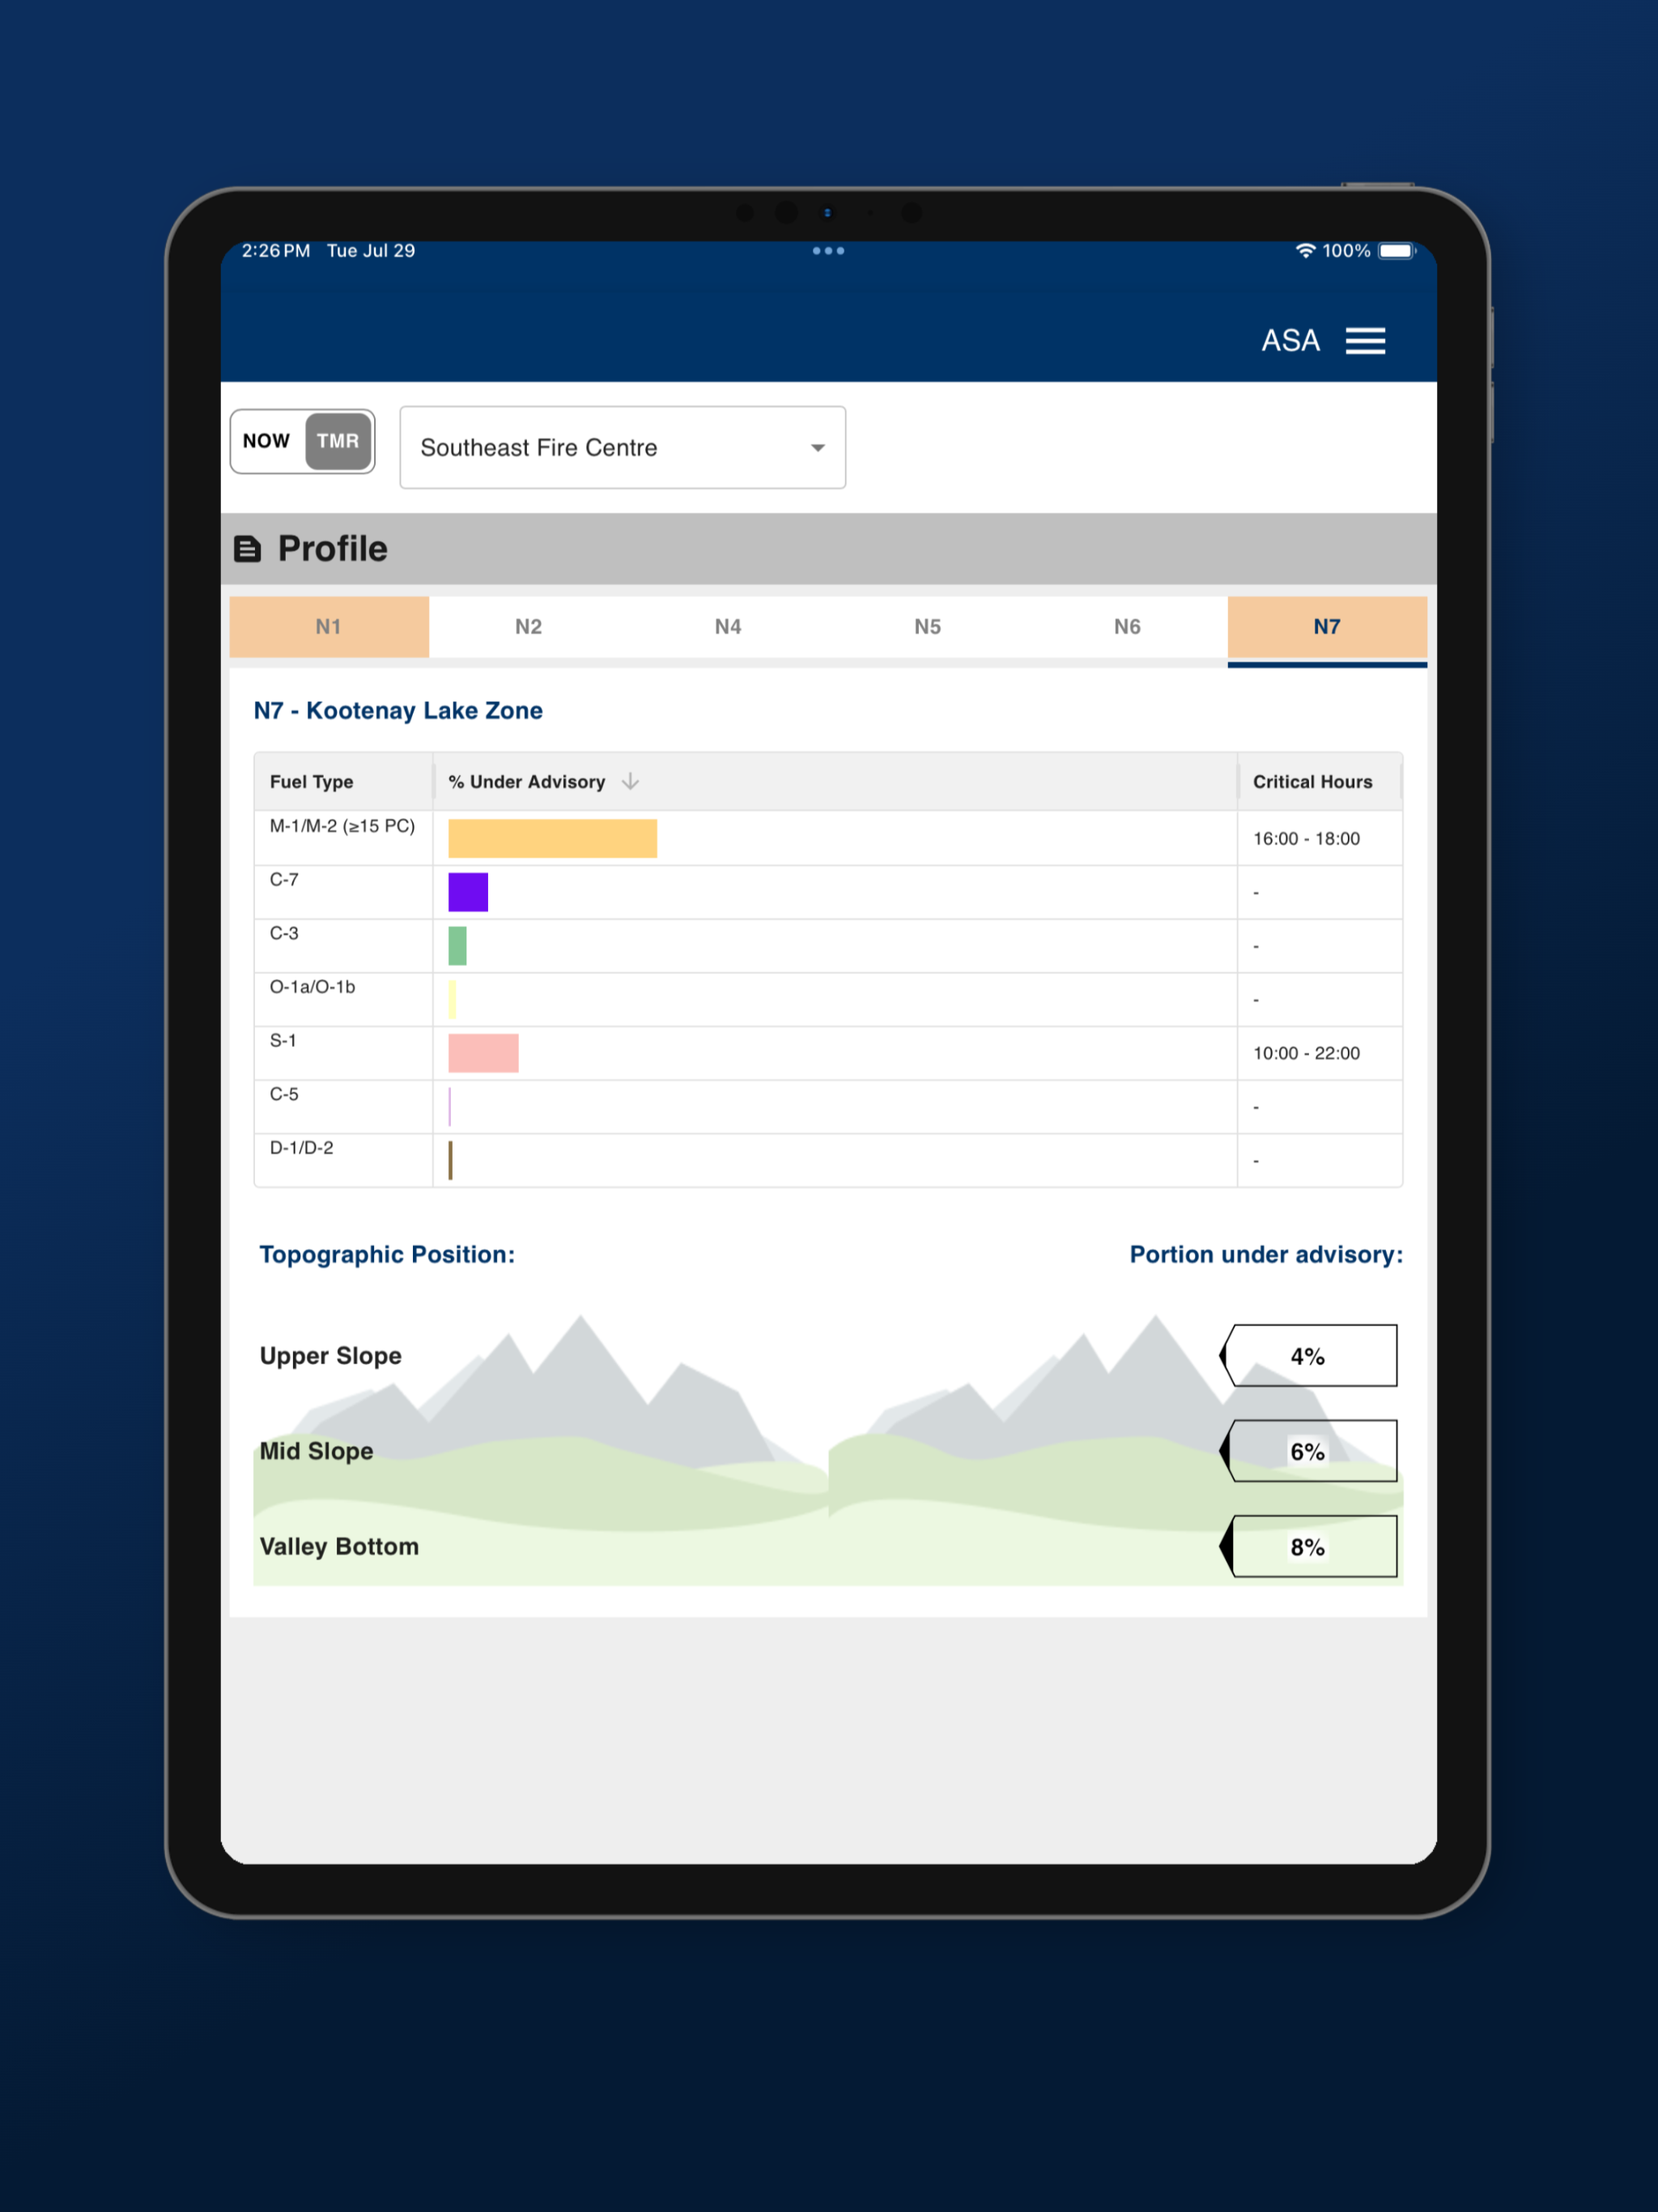 2:26 PM Tue Jul 29 100%
ASA
NOW TMR Southeast Fire Centre
Profile
N1 N2 N4 N5 N6 N7
N7 - Kootenay Lake Zone
Fuel Type % Under Advisory Critical Hours
M-1/M-2 (≥15 PC) 16:00 - 18:00
C-7 -
C-3 -
O-1a/O-1b -
S-1 10:00 - 22:00
C-5 -
D-1/D-2 -
Topographic Position: Portion under advisory:
Upper Slope 4%
Mid Slope 6%
Valley Bottom 8%